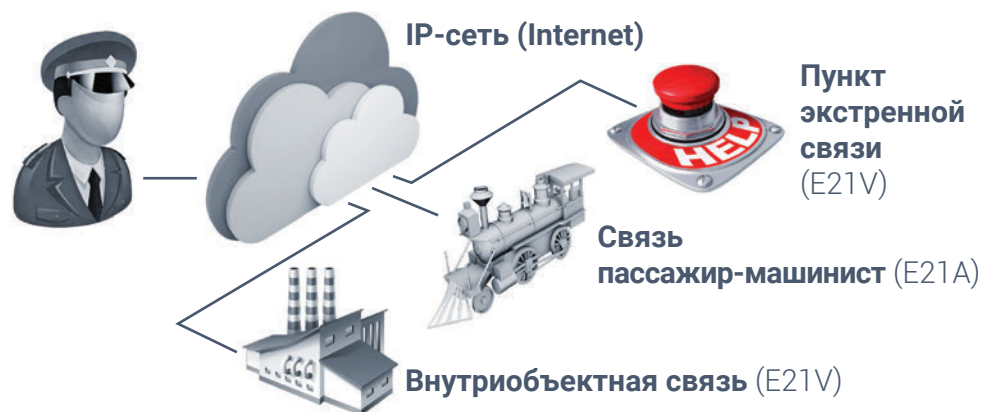 IP-сеть (Internet)
Пункт
экстренной
связи
(E21V)
HELP
Связь
пассажир-машинист (E21A)
Внутриобъектная связь (E21V)